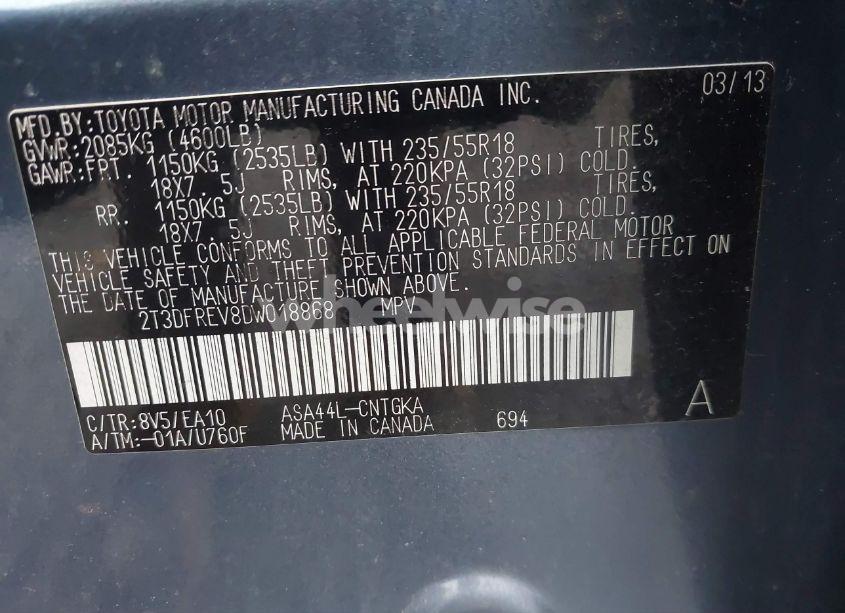 MFD.BY:TOYOTA MOTOR MANUFACTURING CANADA INC. 03/13
GVWR:2085KG (4600LB)
GAWR:FRT. 1150KG (2535LB) WITH 235/55R18 TIRES,
18X7. 5J RIMS, AT 220KPA (32PSI) COLD.
RR. 1150KG (2535LB) WITH 235/55R18 TIRES,
18X7. 5J RIMS, AT 220KPA (32PSI) COLD.
THIS VEHICLE CONFORMS TO ALL APPLICABLE FEDERAL MOTOR
VEHICLE SAFETY AND THEFT PREVENTION STANDARDS IN EFFECT ON
THE DATE OF MANUFACTURE SHOWN ABOVE.
2T3DFREV8DW018868 MPV
wheelwise
C/TR:8V5/EA10 ASA44L-CNTGKA A
A/TM:-01A/U760F MADE IN CANADA 694